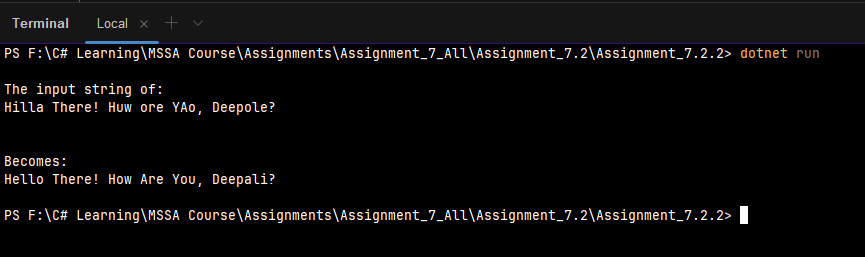 Terminal Local × +
PS F:\C# Learning\MSSA Course\Assignments\Assignment_7_All\Assignment_7.2\Assignment_7.2.2> dotnet run
The input string of:
Hilla There! Huw ore YAo, Deepole?
Becomes:
Hello There! How Are You, Deepali?
PS F:\C# Learning\MSSA Course\Assignments\Assignment_7_All\Assignment_7.2\Assignment_7.2.2>